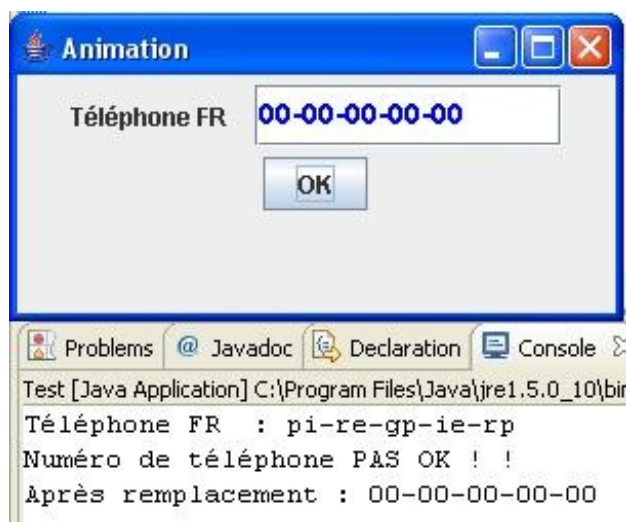 Animation
Téléphone FR 00-00-00-00-00
OK
Problems @ Javadoc Declaration Console
Test [Java Application] C:\Program Files\Java\jre1.5.0_10\bin
Téléphone FR : pi-re-gp-ie-rp
Numéro de téléphone PAS OK ! !
Après remplacement : 00-00-00-00-00